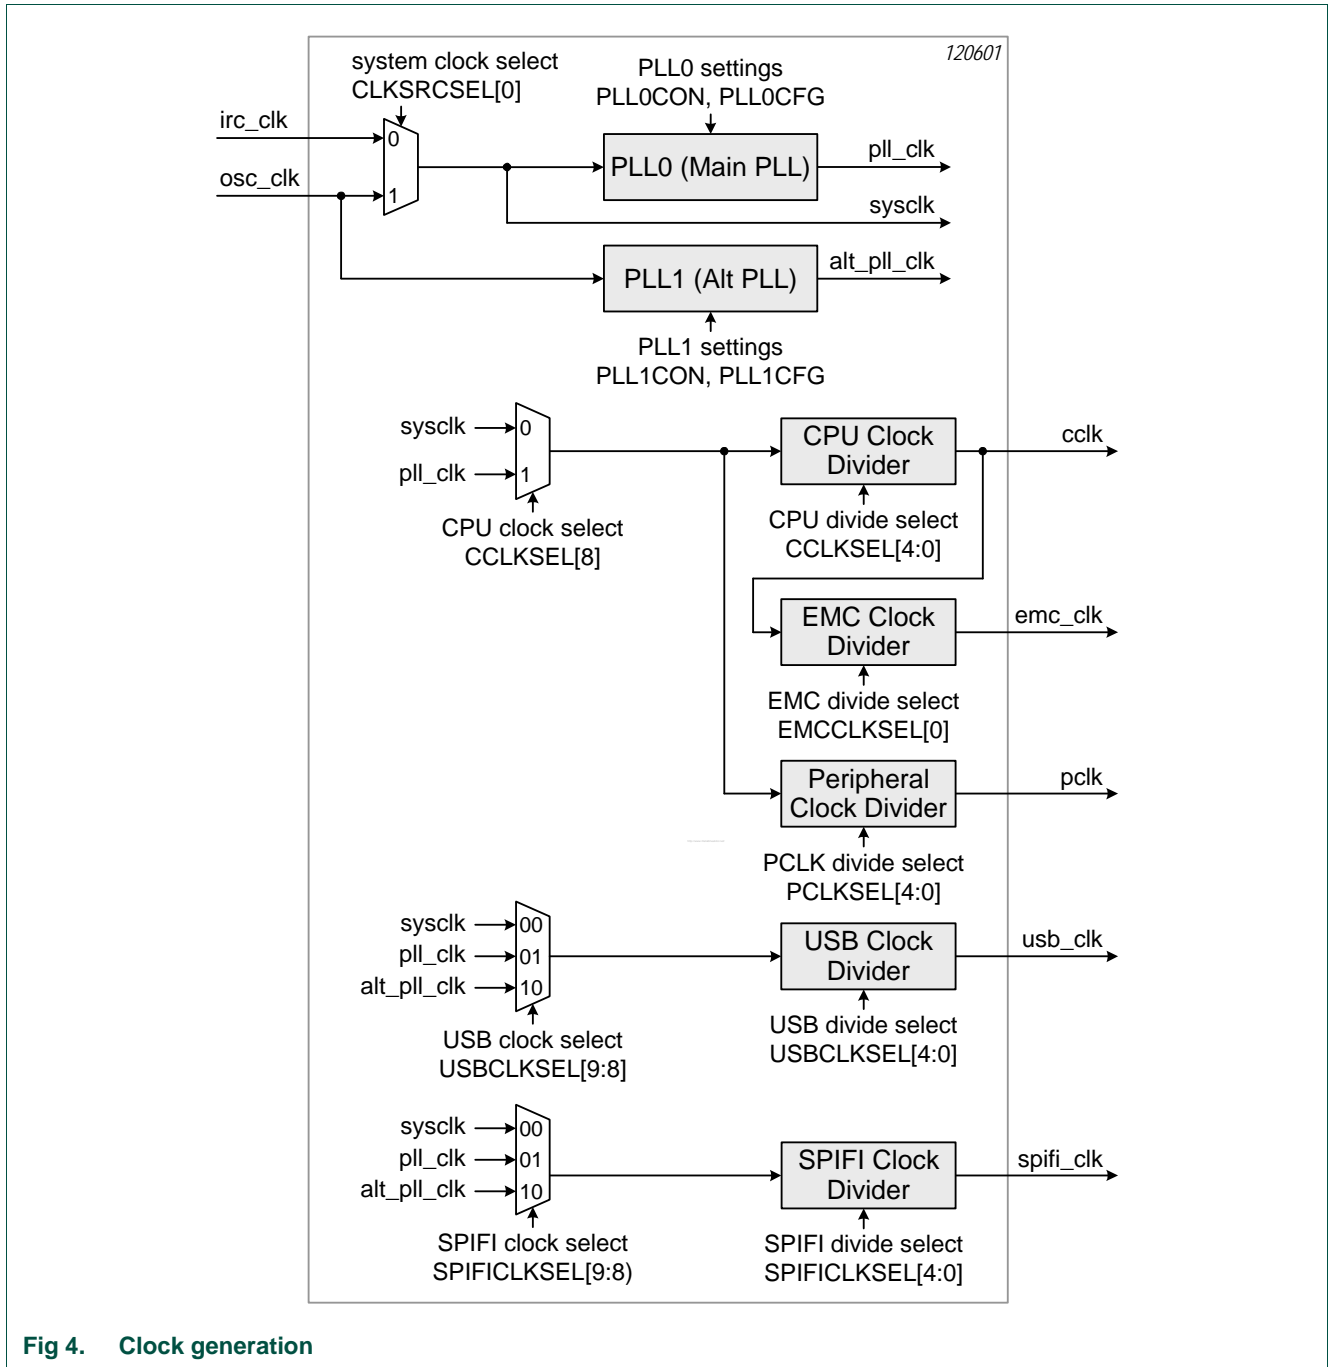 120601
system clock select
CLKSRCSEL[0]
PLL0 settings
PLL0CON, PLL0CFG
irc_clk
0
osc_clk
1
PLL0 (Main PLL)
pll_clk
sysclk
PLL1 (Alt PLL)
alt_pll_clk
PLL1 settings
PLL1CON, PLL1CFG
sysclk
0
pll_clk
1
CPU clock select
CCLKSEL[8]
CPU Clock
Divider
cclk
CPU divide select
CCLKSEL[4:0]
EMC Clock
Divider
emc_clk
EMC divide select
EMCCLKSEL[0]
Peripheral
Clock Divider
pclk
PCLK divide select
PCLKSEL[4:0]
sysclk
00
pll_clk
01
alt_pll_clk
10
USB clock select
USBCLKSEL[9:8]
USB Clock
Divider
usb_clk
USB divide select
USBCLKSEL[4:0]
sysclk
00
pll_clk
01
alt_pll_clk
10
SPIFI clock select
SPIFICLKSEL[9:8)
SPIFI Clock
Divider
spifi_clk
SPIFI divide select
SPIFICLKSEL[4:0]
Fig 4. Clock generation